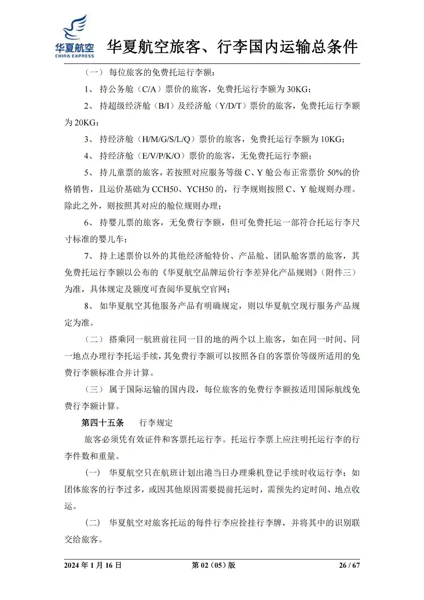 华夏航空
CHINA EXPRESS
华夏航空旅客、行李国内运输总条件
（一） 每位旅客的免费托运行李额：
1、 持公务舱（C/A）票价的旅客，免费托运行李额为 30KG；
2、 持超级经济舱（B/I）及经济舱（Y/D/T）票价的旅客，免费托运行李额
为 20KG；
3、 持经济舱（H/M/G/S/L/Q）票价的旅客，免费托运行李额为 10KG；
4、 持经济舱（E/V/P/K/O）票价的旅客，无免费托运行李额；
5、 持儿童票的旅客，若按照对应服务等级 C、Y 舱公布正常票价 50%的价
格销售，且运价基础为 CCH50、YCH50 的，行李规则按照 C、Y 舱规则办理。
除此之外，则按照其对应的舱位规则办理；
6、 持婴儿票的旅客，无免费行李额，但可免费托运一部符合托运行李尺
寸标准的婴儿车；
7、 持上述票价以外的其他经济舱特价、产品舱、团队舱客票的旅客，其
免费托运行李额以公布的《华夏航空品牌运价行李差异化产品规则》（附件三）
为准，具体规定及额度可查阅华夏航空官网；
8、 如华夏航空其他服务产品有明确规定，则以华夏航空现行服务产品规
定为准。
（二） 搭乘同一航班前往同一目的地的两个以上旅客，如在同一时间、同
一地点办理行李托运手续，其免费行李额可以按照各自的客票价等级所适用的免
费行李额标准合并计算。
（三） 属于国际运输的国内段，每位旅客的免费行李额按适用国际航线免
费行李额计算。
第四十五条 行李规定
旅客必须凭有效证件和客票托运行李。托运行李票上应注明托运行李的行
李件数和重量。
(一) 华夏航空只在航班计划出港当日办理乘机登记手续时收运行李；如
团体旅客的行李过多，或因其他原因需要提前托运时，需预先约定时间、地点收
运。
(二) 华夏航空对旅客托运的每件行李应拴挂行李牌，并将其中的识别联
交给旅客。
2024 年 1 月 16 日 第 02（05）版 26 / 67